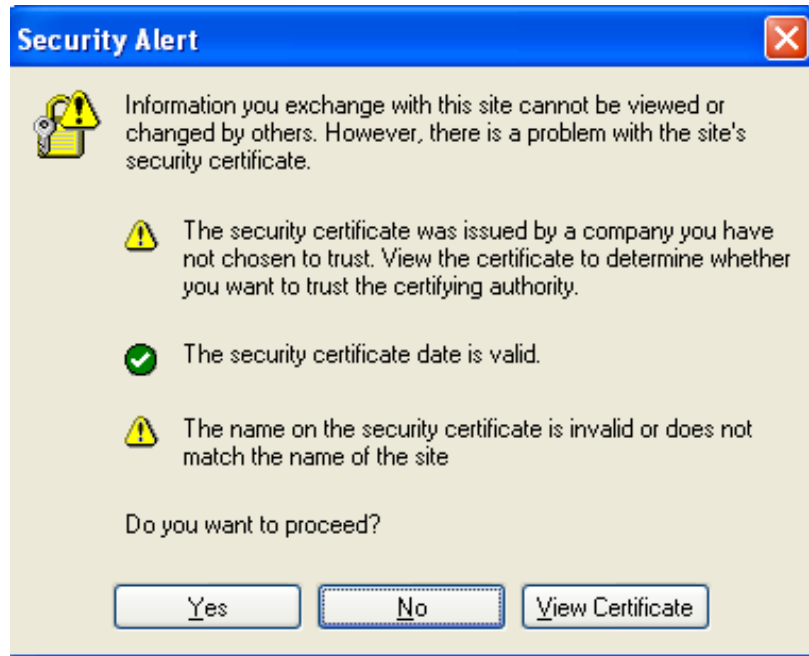 Security Alert
Information you exchange with this site cannot be viewed or
changed by others. However, there is a problem with the site's
security certificate.
The security certificate was issued by a company you have
not chosen to trust. View the certificate to determine whether
you want to trust the certifying authority.
The security certificate date is valid.
The name on the security certificate is invalid or does not
match the name of the site
Do you want to proceed?
Yes
No
View Certificate